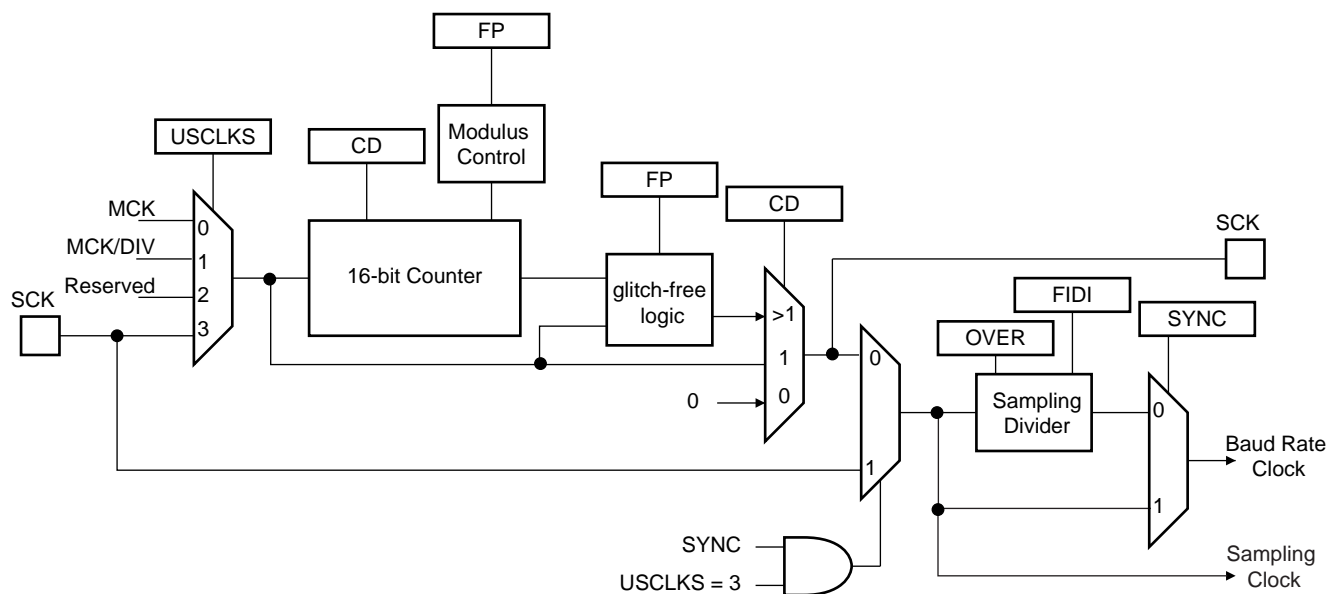 FP
USCLKS
CD
Modulus
Control
FP
CD
MCK
0
MCK/DIV
1
Reserved
2
SCK
3
16-bit Counter
glitch-free
logic
>1
1
0
0
SCK
FIDI
OVER
SYNC
0
1
Sampling
Divider
0
1
Baud Rate
Clock
SYNC
USCLKS = 3
Sampling
Clock